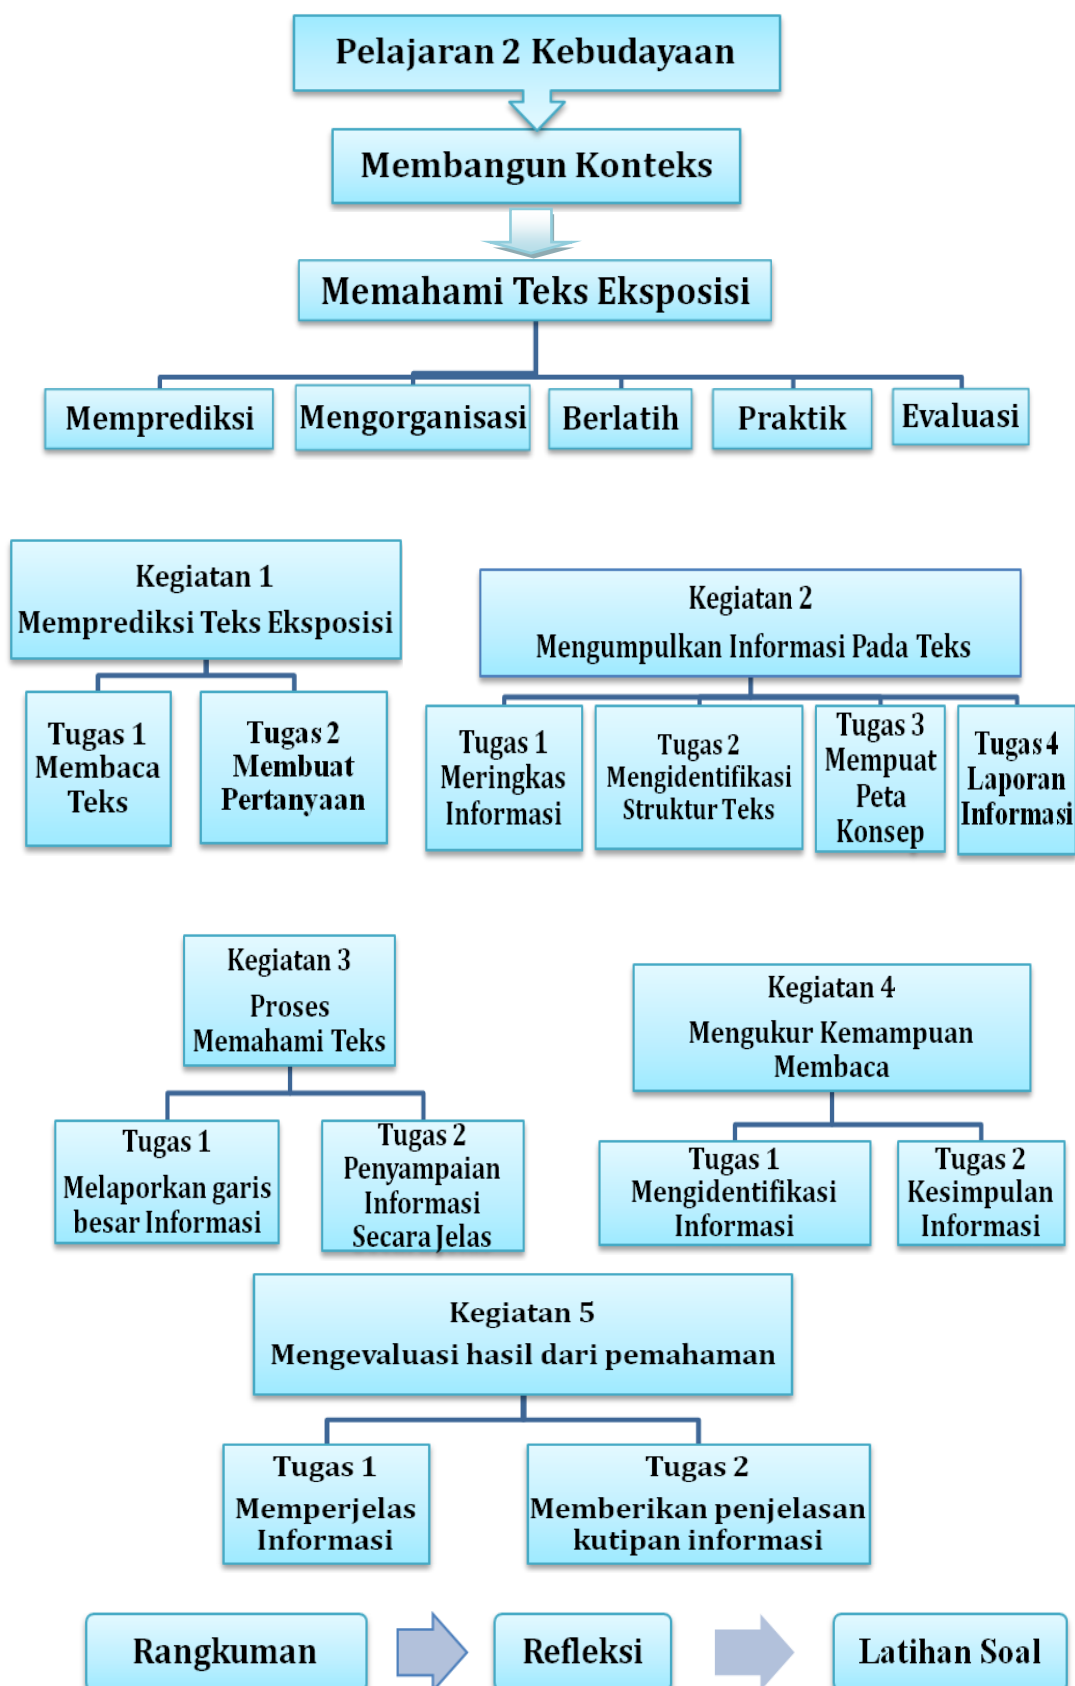 Pelajaran 2 Kebudayaan
Membangun Konteks
Memahami Teks Eksposisi
Memprediksi
Mengorganisasi
Berlatih
Praktik
Evaluasi
Kegiatan 1
Memprediksi Teks Eksposisi
Tugas 1
Membaca
Teks
Tugas 2
Membuat
Pertanyaan
Kegiatan 2
Mengumpulkan Informasi Pada Teks
Tugas 1
Meringkas
Informasi
Tugas 2
Mengidentifikasi
Struktur Teks
Tugas 3
Mempuat
Peta
Konsep
Tugas 4
Laporan
Informasi
Kegiatan 3
Proses
Memahami Teks
Tugas 1
Melaporkan garis
besar Informasi
Tugas 2
Penyampaian
Informasi
Secara Jelas
Kegiatan 4
Mengukur Kemampuan
Membaca
Tugas 1
Mengidentifikasi
Informasi
Tugas 2
Kesimpulan
Informasi
Kegiatan 5
Mengevaluasi hasil dari pemahaman
Tugas 1
Memperjelas
Informasi
Tugas 2
Memberikan penjelasan
kutipan informasi
Rangkuman
Refleksi
Latihan Soal